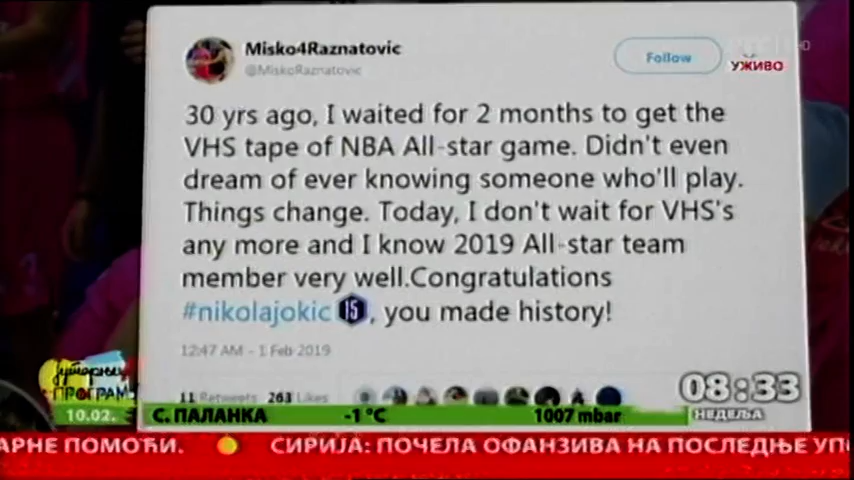 Misko4Raznatovic
@MiskoRaznatovic
Follow
УЖИВО
30 yrs ago, I waited for 2 months to get the
VHS tape of NBA All-star game. Didn't even
dream of ever knowing someone who'll play.
Things change. Today, I don't wait for VHS's
any more and I know 2019 All-star team
member very well.Congratulations
#nikolajokic 15, you made history!
12:47 AM - 1 Feb 2019
11 Retweets 263 Likes
јутарњи
ПРОГРАМ
10.02.
С. ПАЛАНКА -1 °C 1007 mbar
08:33
НЕДЕЉА
АРНЕ ПОМОЋИ. СИРИЈА: ПОЧЕЛА ОФАНЗИВА НА ПОСЛЕДЊЕ УП